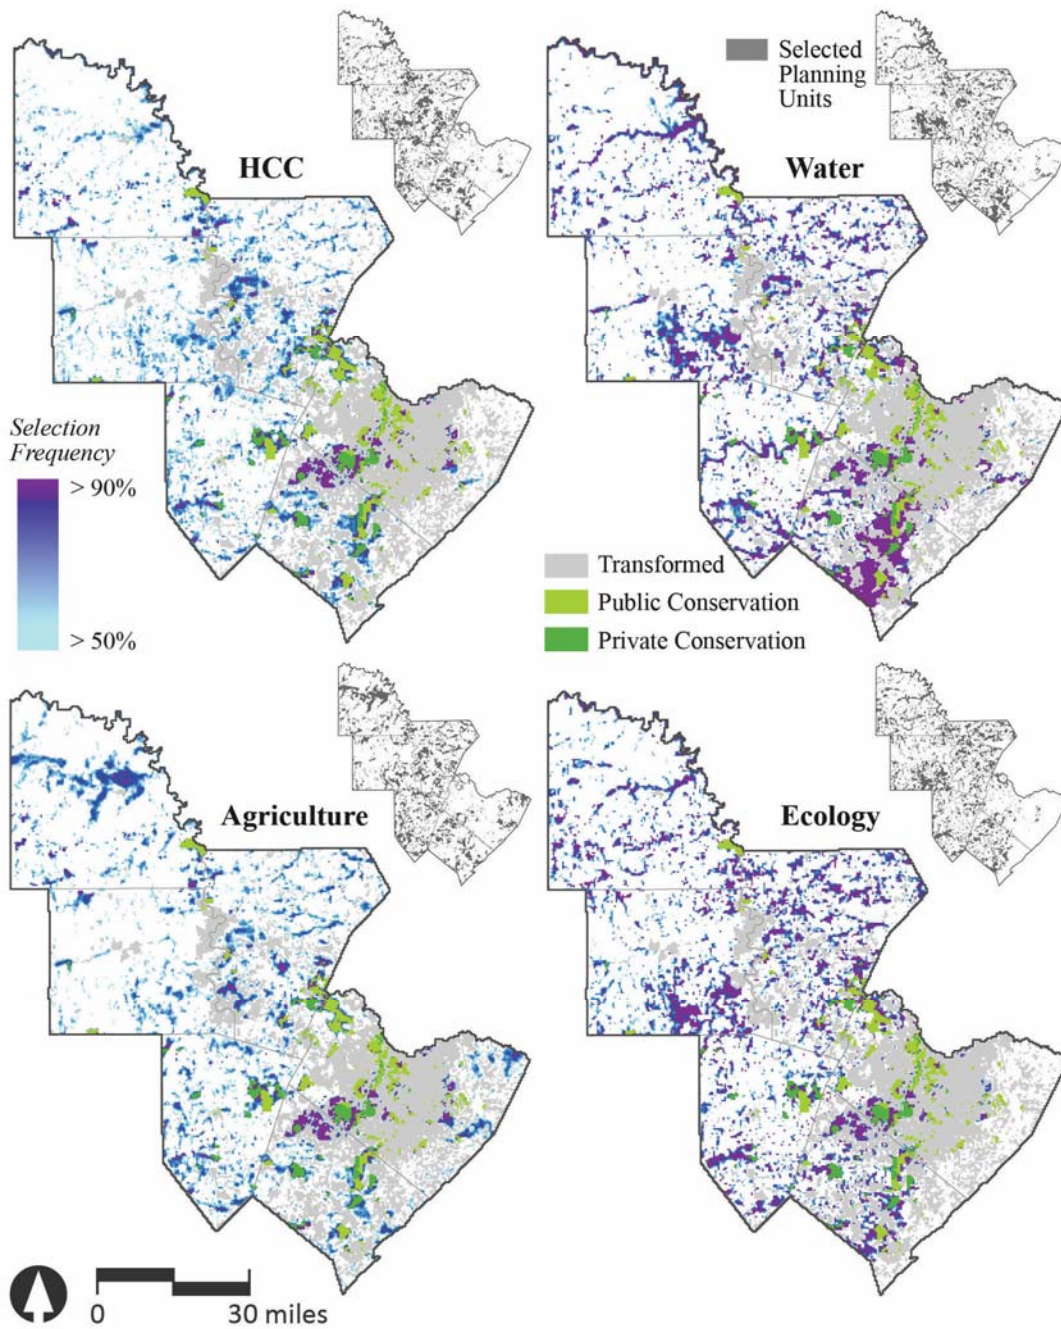 HCC
Selected
Planning
Units
Water
Selection
Frequency
> 90%
> 50%
Transformed
Public Conservation
Private Conservation
Agriculture
Ecology
0 30 miles